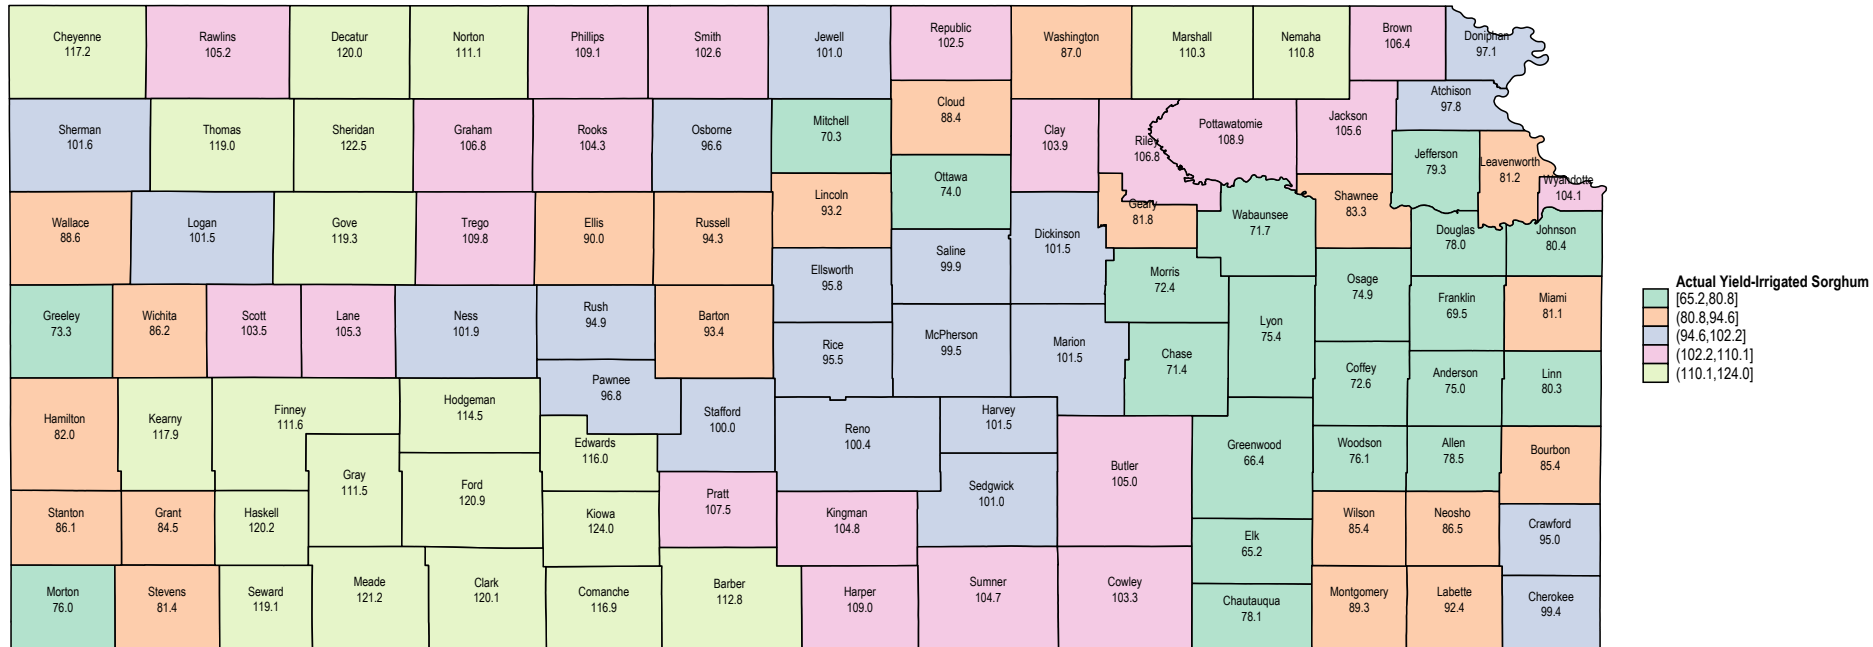 Cheyenne
117.2
Rawlins
105.2
Decatur
120.0
Norton
111.1
Phillips
109.1
Smith
102.6
Jewell
101.0
Republic
102.5
Washington
87.0
Marshall
110.3
Nemaha
110.8
Brown
106.4
Doniphan
97.1
Atchison
97.8
Sherman
101.6
Thomas
119.0
Sheridan
122.5
Graham
106.8
Rooks
104.3
Osborne
96.6
Mitchell
70.3
Cloud
88.4
Clay
103.9
Riley
106.8
Pottawatomie
108.9
Jackson
105.6
Jefferson
79.3
Leavenworth
81.2
Wyandotte
104.1
Ottawa
74.0
Wallace
88.6
Logan
101.5
Gove
119.3
Trego
109.8
Ellis
90.0
Russell
94.3
Lincoln
93.2
Saline
99.9
Dickinson
101.5
Geary
81.8
Wabaunsee
71.7
Shawnee
83.3
Douglas
78.0
Johnson
80.4
Ellsworth
95.8
Morris
72.4
Osage
74.9
Franklin
69.5
Miami
81.1
Greeley
73.3
Wichita
86.2
Scott
103.5
Lane
105.3
Ness
101.9
Rush
94.9
Barton
93.4
Rice
95.5
McPherson
99.5
Marion
101.5
Chase
71.4
Lyon
75.4
Coffey
72.6
Anderson
75.0
Linn
80.3
Pawnee
96.8
Hamilton
82.0
Kearny
117.9
Finney
111.6
Hodgeman
114.5
Edwards
116.0
Stafford
100.0
Reno
100.4
Harvey
101.5
Butler
105.0
Greenwood
66.4
Woodson
76.1
Allen
78.5
Bourbon
85.4
Gray
111.5
Ford
120.9
Pratt
107.5
Sedgwick
101.0
Stanton
86.1
Grant
84.5
Haskell
120.2
Kiowa
124.0
Kingman
104.8
Elk
65.2
Wilson
85.4
Neosho
86.5
Crawford
95.0
Morton
76.0
Stevens
81.4
Seward
119.1
Meade
121.2
Clark
120.1
Comanche
116.9
Barber
112.8
Harper
109.0
Sumner
104.7
Cowley
103.3
Chautauqua
78.1
Montgomery
89.3
Labette
92.4
Cherokee
99.4
Actual Yield-Irrigated Sorghum
[65.2,80.8]
(80.8,94.6]
(94.6,102.2]
(102.2,110.1]
(110.1,124.0]